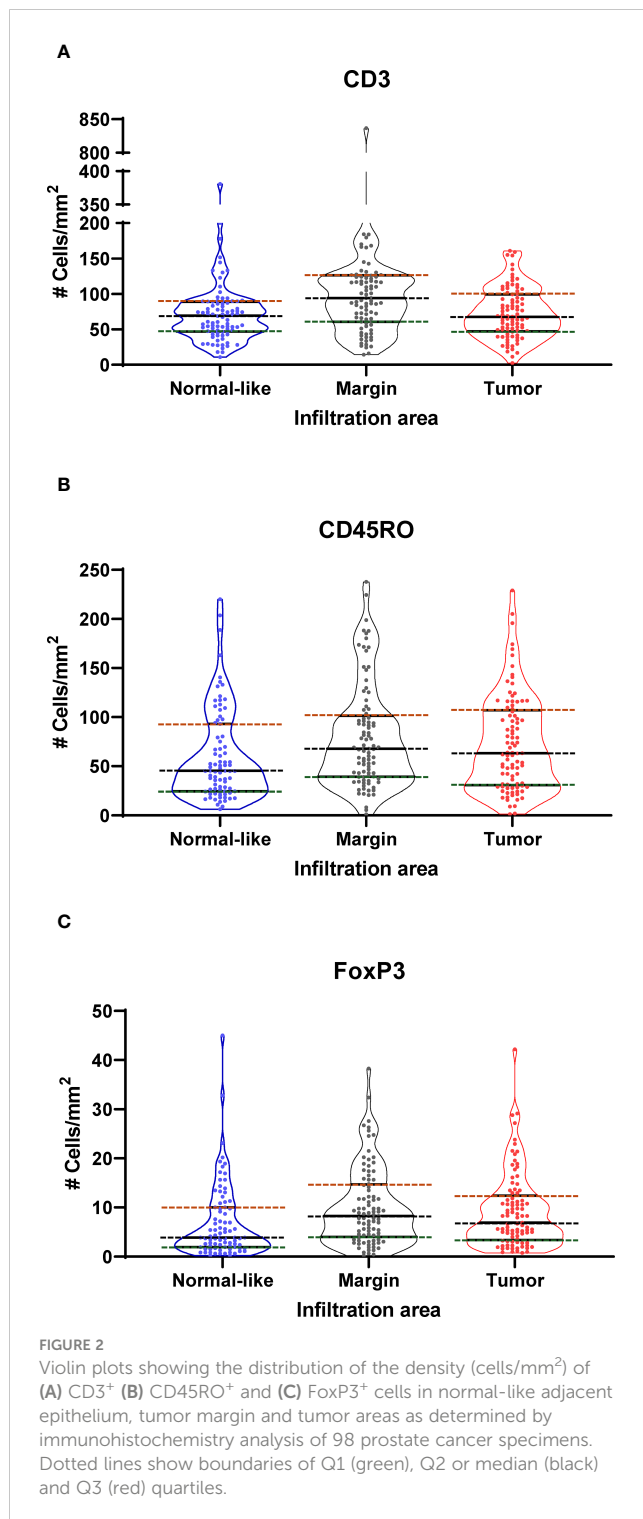 A
CD3
# Cells/mm²
850
800
400
350
200
150
100
50
0
Normal-like Margin Tumor
Infiltration area
B
CD45RO
# Cells/mm²
250
200
150
100
50
0
Normal-like Margin Tumor
Infiltration area
C
FoxP3
# Cells/mm²
50
40
30
20
10
0
Normal-like Margin Tumor
Infiltration area
FIGURE 2
Violin plots showing the distribution of the density (cells/mm²) of
(A) CD3⁺ (B) CD45RO⁺ and (C) FoxP3⁺ cells in normal-like adjacent
epithelium, tumor margin and tumor areas as determined by
immunohistochemistry analysis of 98 prostate cancer specimens.
Dotted lines show boundaries of Q1 (green), Q2 or median (black)
and Q3 (red) quartiles.